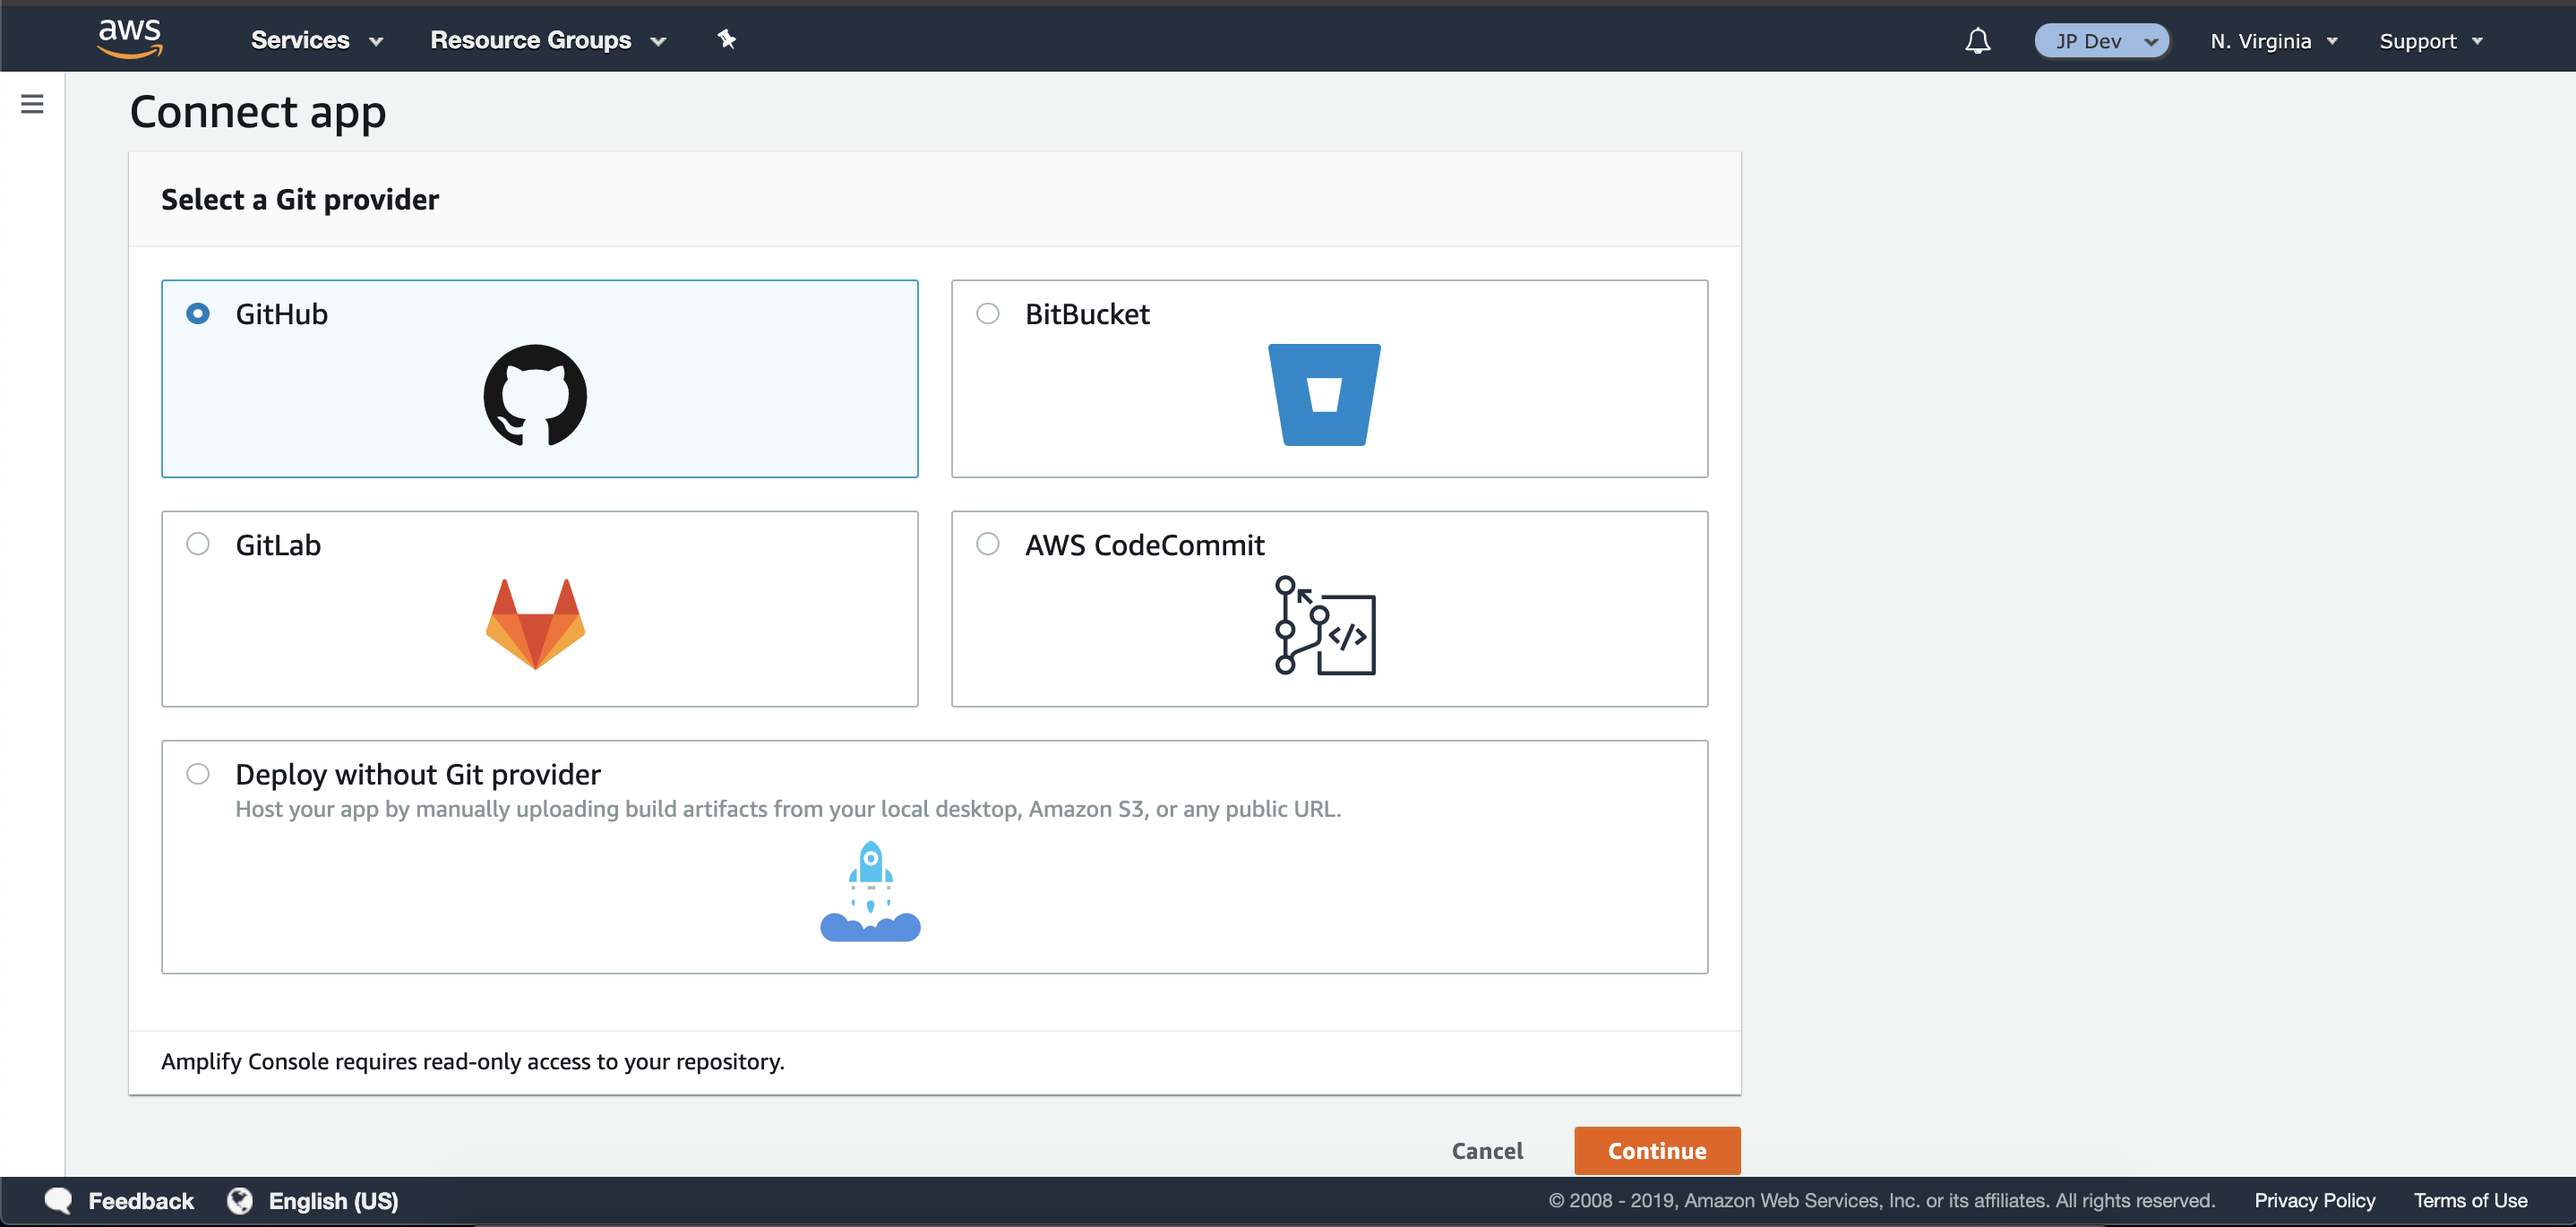 aws Services Resource Groups JP Dev N. Virginia Support
Connect app
Select a Git provider
GitHub
BitBucket
GitLab
AWS CodeCommit
</>
Deploy without Git provider
Host your app by manually uploading build artifacts from your local desktop, Amazon S3, or any public URL.
Amplify Console requires read-only access to your repository.
Cancel Continue
Feedback English (US) © 2008 - 2019, Amazon Web Services, Inc. or its affiliates. All rights reserved. Privacy Policy Terms of Use